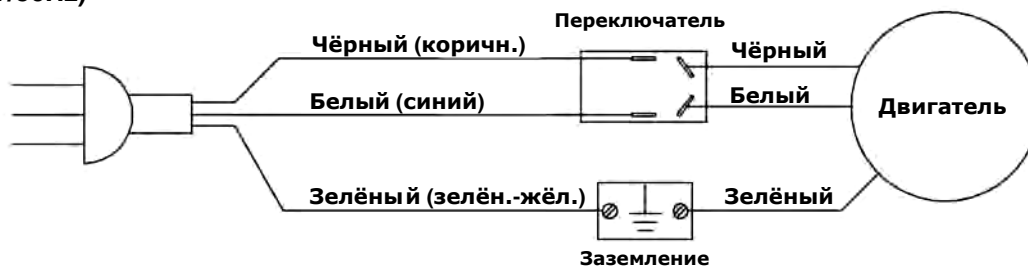 Переключатель
Чёрный (коричн.)
Чёрный
Белый (синий)
Белый
Двигатель
Зелёный (зелён.-жёл.)
Зелёный
Заземление